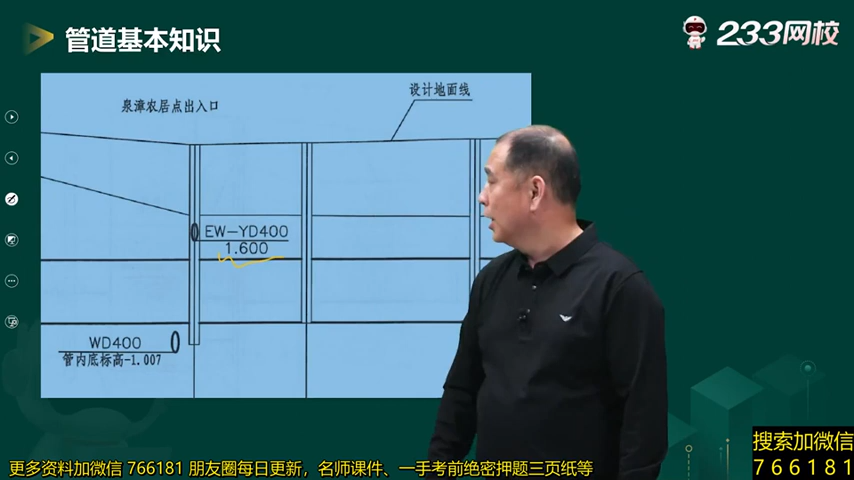 管道基本知识
233网校
设计地面线
泉漳农居点出入口
EW-YD400
1.600
WD400
管内底标高-1.007
搜索加微信
766181
更多资料加微信 766181 朋友圈每日更新，名师课件、一手考前绝密押题三页纸等